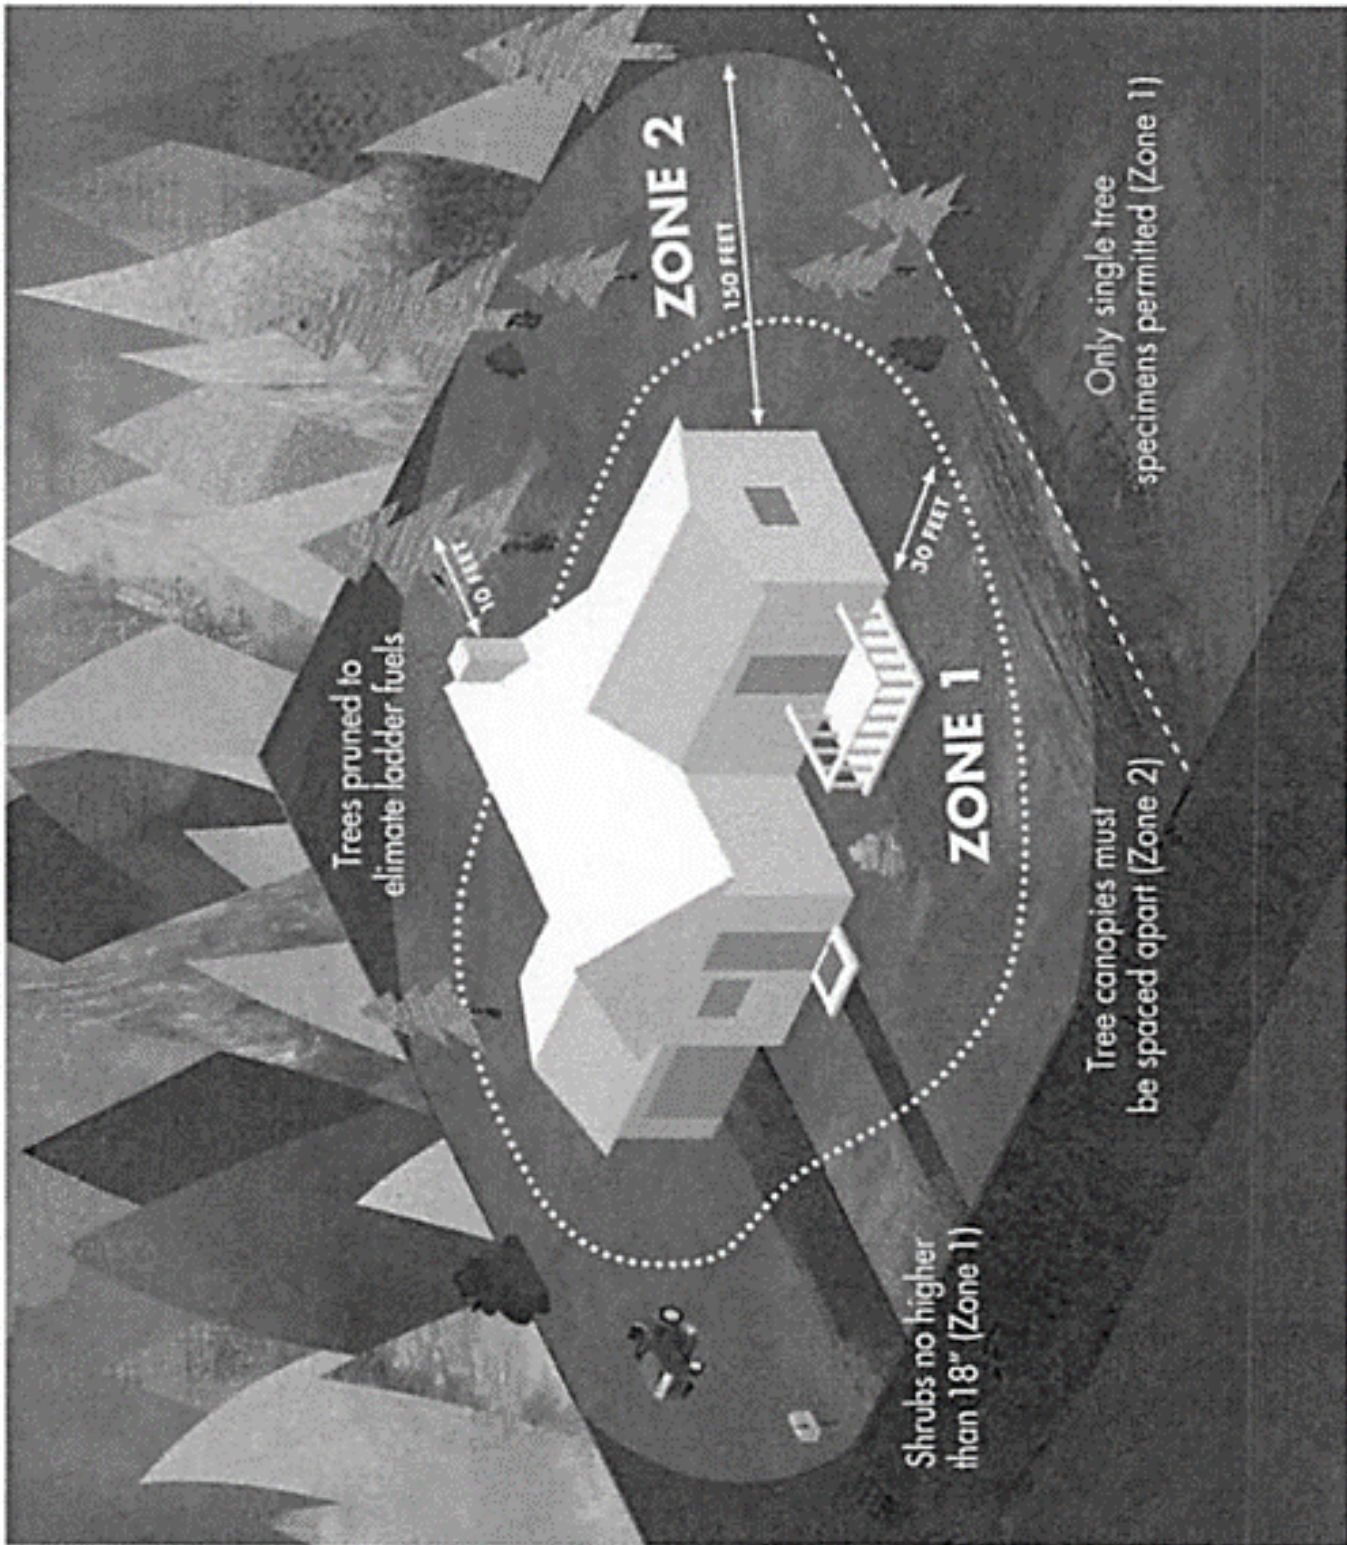 Trees pruned to
elimate ladder fuels
10 FEET
ZONE 2
150 FEET
30 FEET
ZONE 1
Shrubs no higher
than 18" (Zone 1)
Tree canopies must
be spaced apart (Zone 2)
Only single tree
specimens permitted (Zone 1)